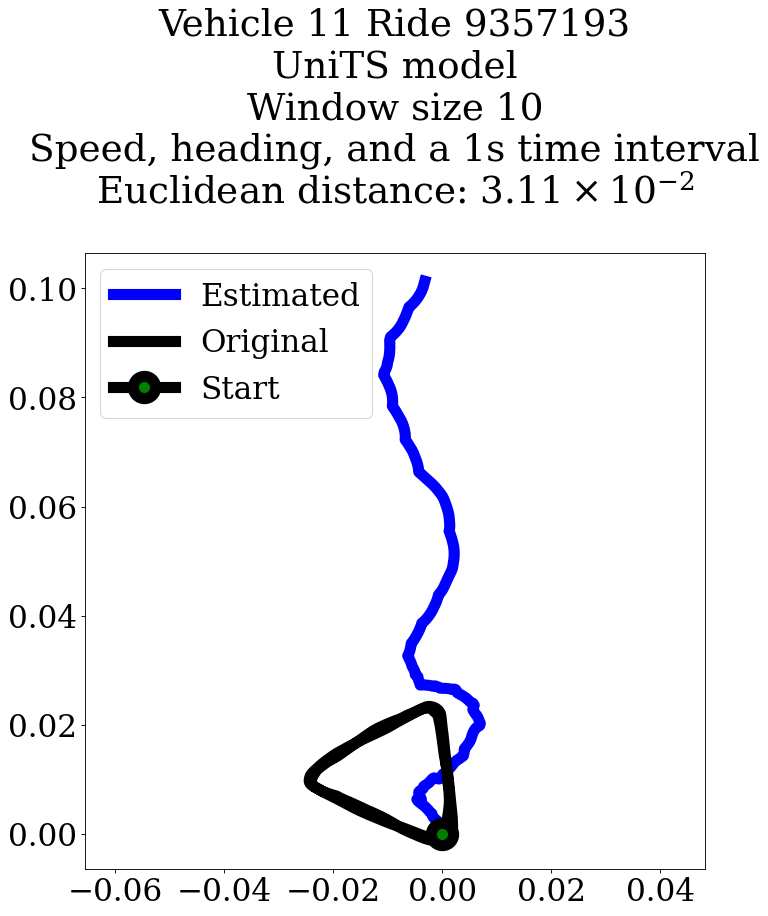 Vehicle 11 Ride 9357193
UniTS model
Window size 10
Speed, heading, and a 1s time interval
Euclidean distance: 3.11 × 10⁻²
Estimated
Original
Start
0.10
0.08
0.06
0.04
0.02
0.00
−0.06 −0.04 −0.02 0.00 0.02 0.04